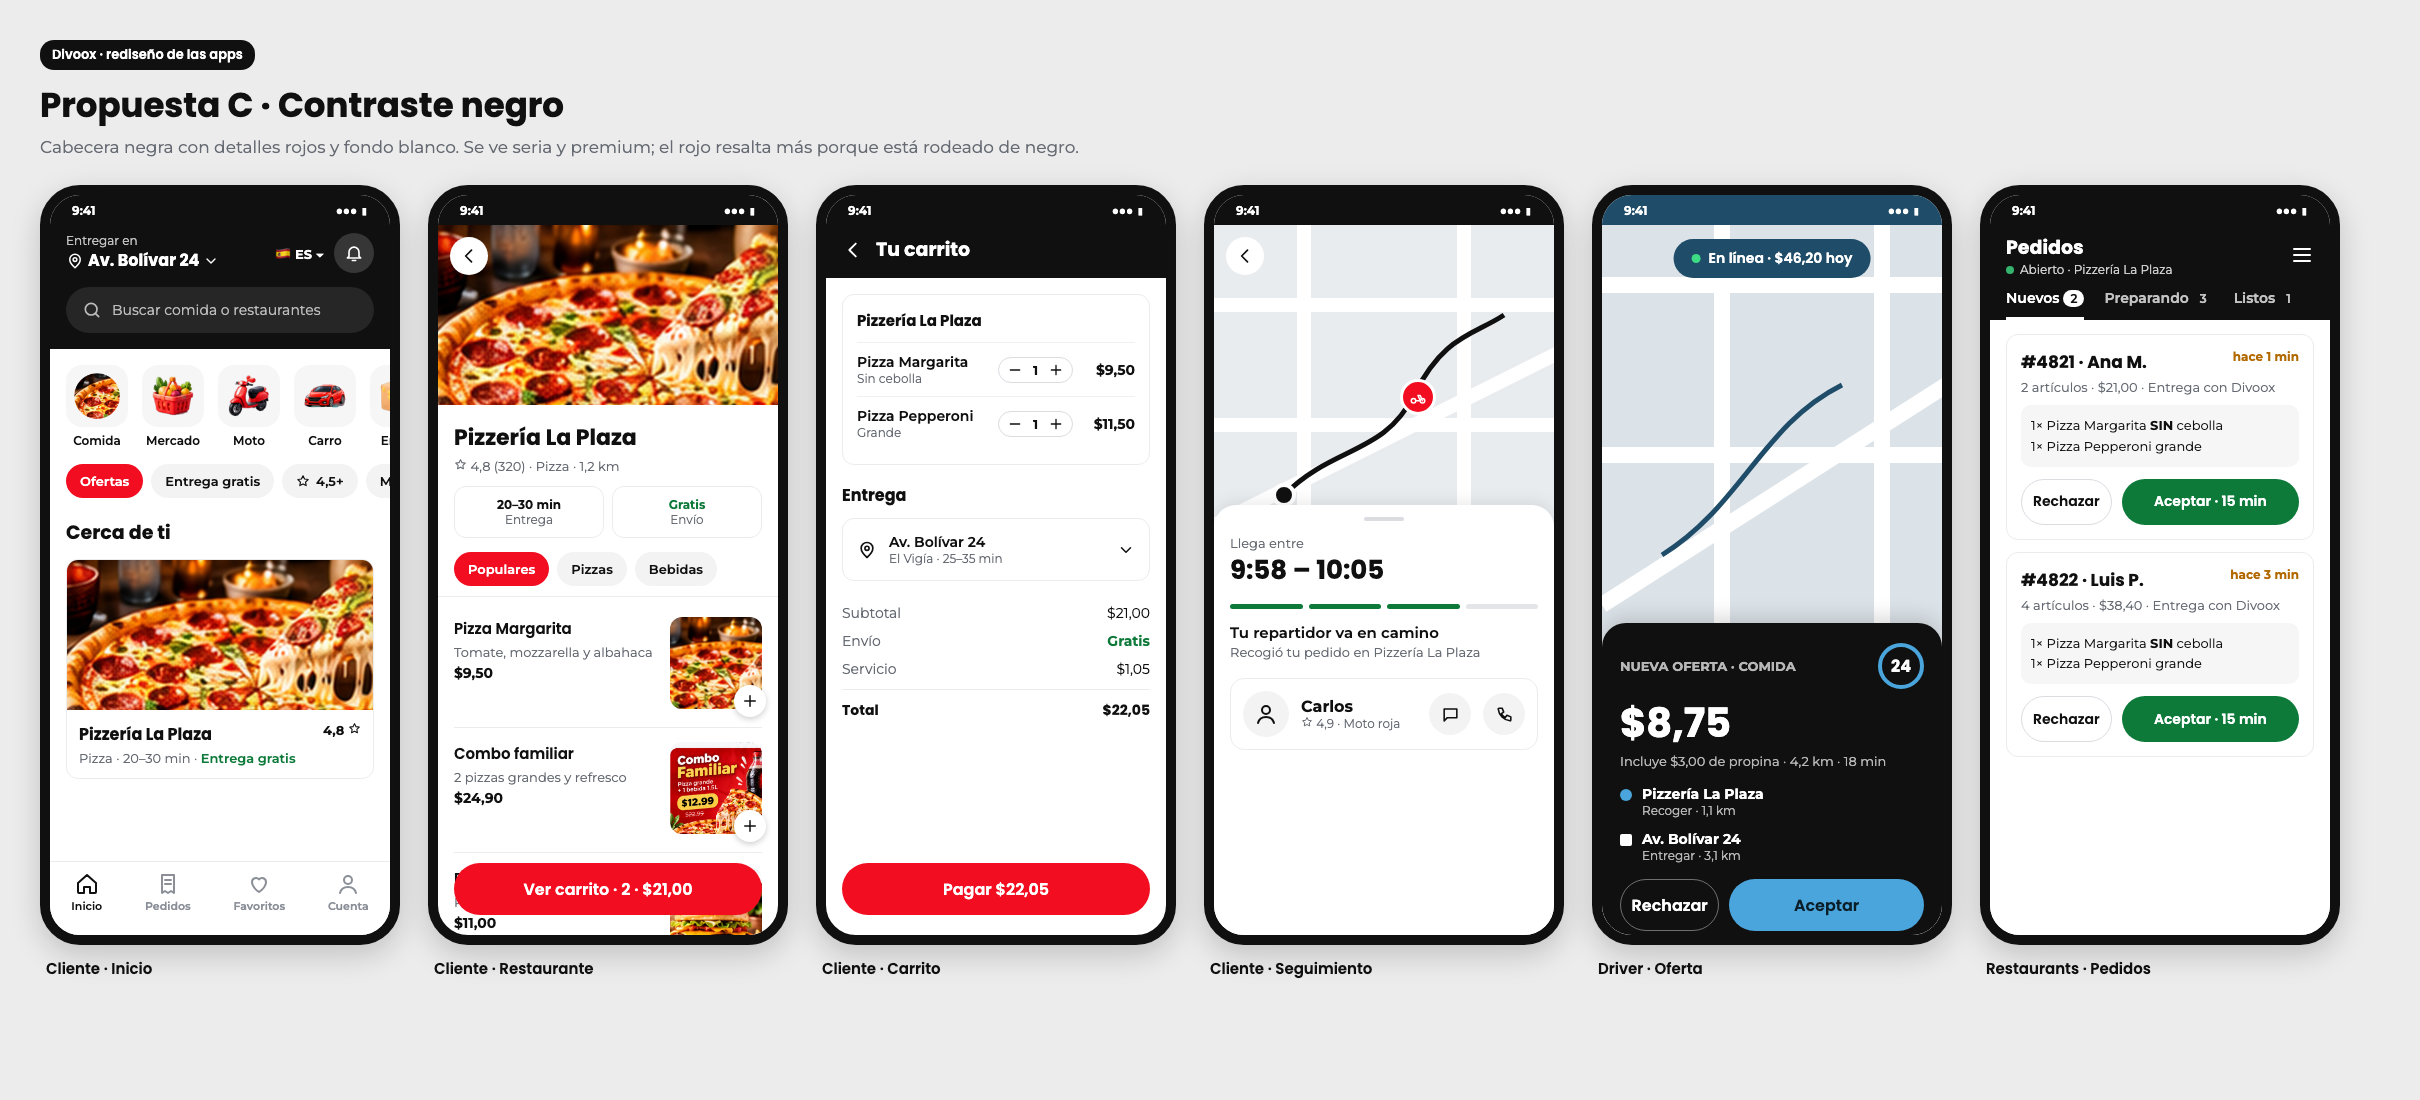 Divoox · rediseño de las apps
Propuesta C · Contraste negro
Cabecera negra con detalles rojos y fondo blanco. Se ve seria y premium; el rojo resalta más porque está rodeado de negro.
9:41
Entregar en
Av. Bolívar 24
ES
Buscar comida o restaurantes
Comida
Mercado
Moto
Carro
Ofertas
Entrega gratis
4,5+
Cerca de ti
Pizzería La Plaza
4,8
Pizza · 20–30 min · Entrega gratis
Inicio
Pedidos
Favoritos
Cuenta
Cliente · Inicio
9:41
Pizzería La Plaza
4,8 (320) · Pizza · 1,2 km
20–30 min
Entrega
Gratis
Envío
Populares
Pizzas
Bebidas
Pizza Margarita
Tomate, mozzarella y albahaca
$9,50
Combo familiar
2 pizzas grandes y refresco
$24,90
Combo
Familiar
Pizza grande
+ 1 bebida 1.5L
$12.99
Ver carrito · 2 · $21,00
$11,00
Cliente · Restaurante
9:41
Tu carrito
Pizzería La Plaza
Pizza Margarita
Sin cebolla
1
$9,50
Pizza Pepperoni
Grande
1
$11,50
Entrega
Av. Bolívar 24
El Vigía · 25–35 min
Subtotal
$21,00
Envío
Gratis
Servicio
$1,05
Total
$22,05
Pagar $22,05
Cliente · Carrito
9:41
Llega entre
9:58 – 10:05
Tu repartidor va en camino
Recogió tu pedido en Pizzería La Plaza
Carlos
4,9 · Moto roja
Cliente · Seguimiento
9:41
En línea · $46,20 hoy
NUEVA OFERTA · COMIDA
24
$8,75
Incluye $3,00 de propina · 4,2 km · 18 min
Pizzería La Plaza
Recoger · 1,1 km
Av. Bolívar 24
Entregar · 3,1 km
Rechazar
Aceptar
Driver · Oferta
9:41
Pedidos
Abierto · Pizzería La Plaza
Nuevos 2
Preparando 3
Listos 1
#4821 · Ana M.
hace 1 min
2 artículos · $21,00 · Entrega con Divoox
1× Pizza Margarita SIN cebolla
1× Pizza Pepperoni grande
Rechazar
Aceptar · 15 min
#4822 · Luis P.
hace 3 min
4 artículos · $38,40 · Entrega con Divoox
1× Pizza Margarita SIN cebolla
1× Pizza Pepperoni grande
Rechazar
Aceptar · 15 min
Restaurants · Pedidos